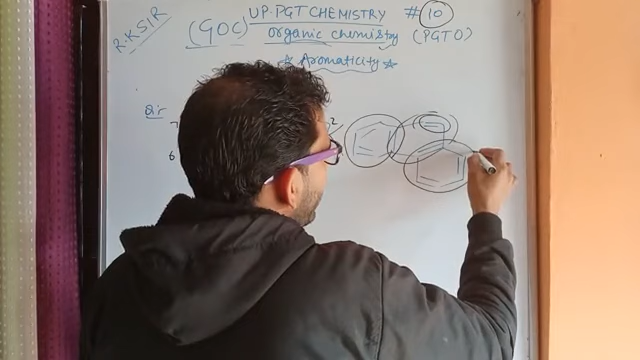 R.K SIR
(GOC) UP-PGT CHEMISTRY #10
organic chemistry (PGTO)
* Aromaticity *